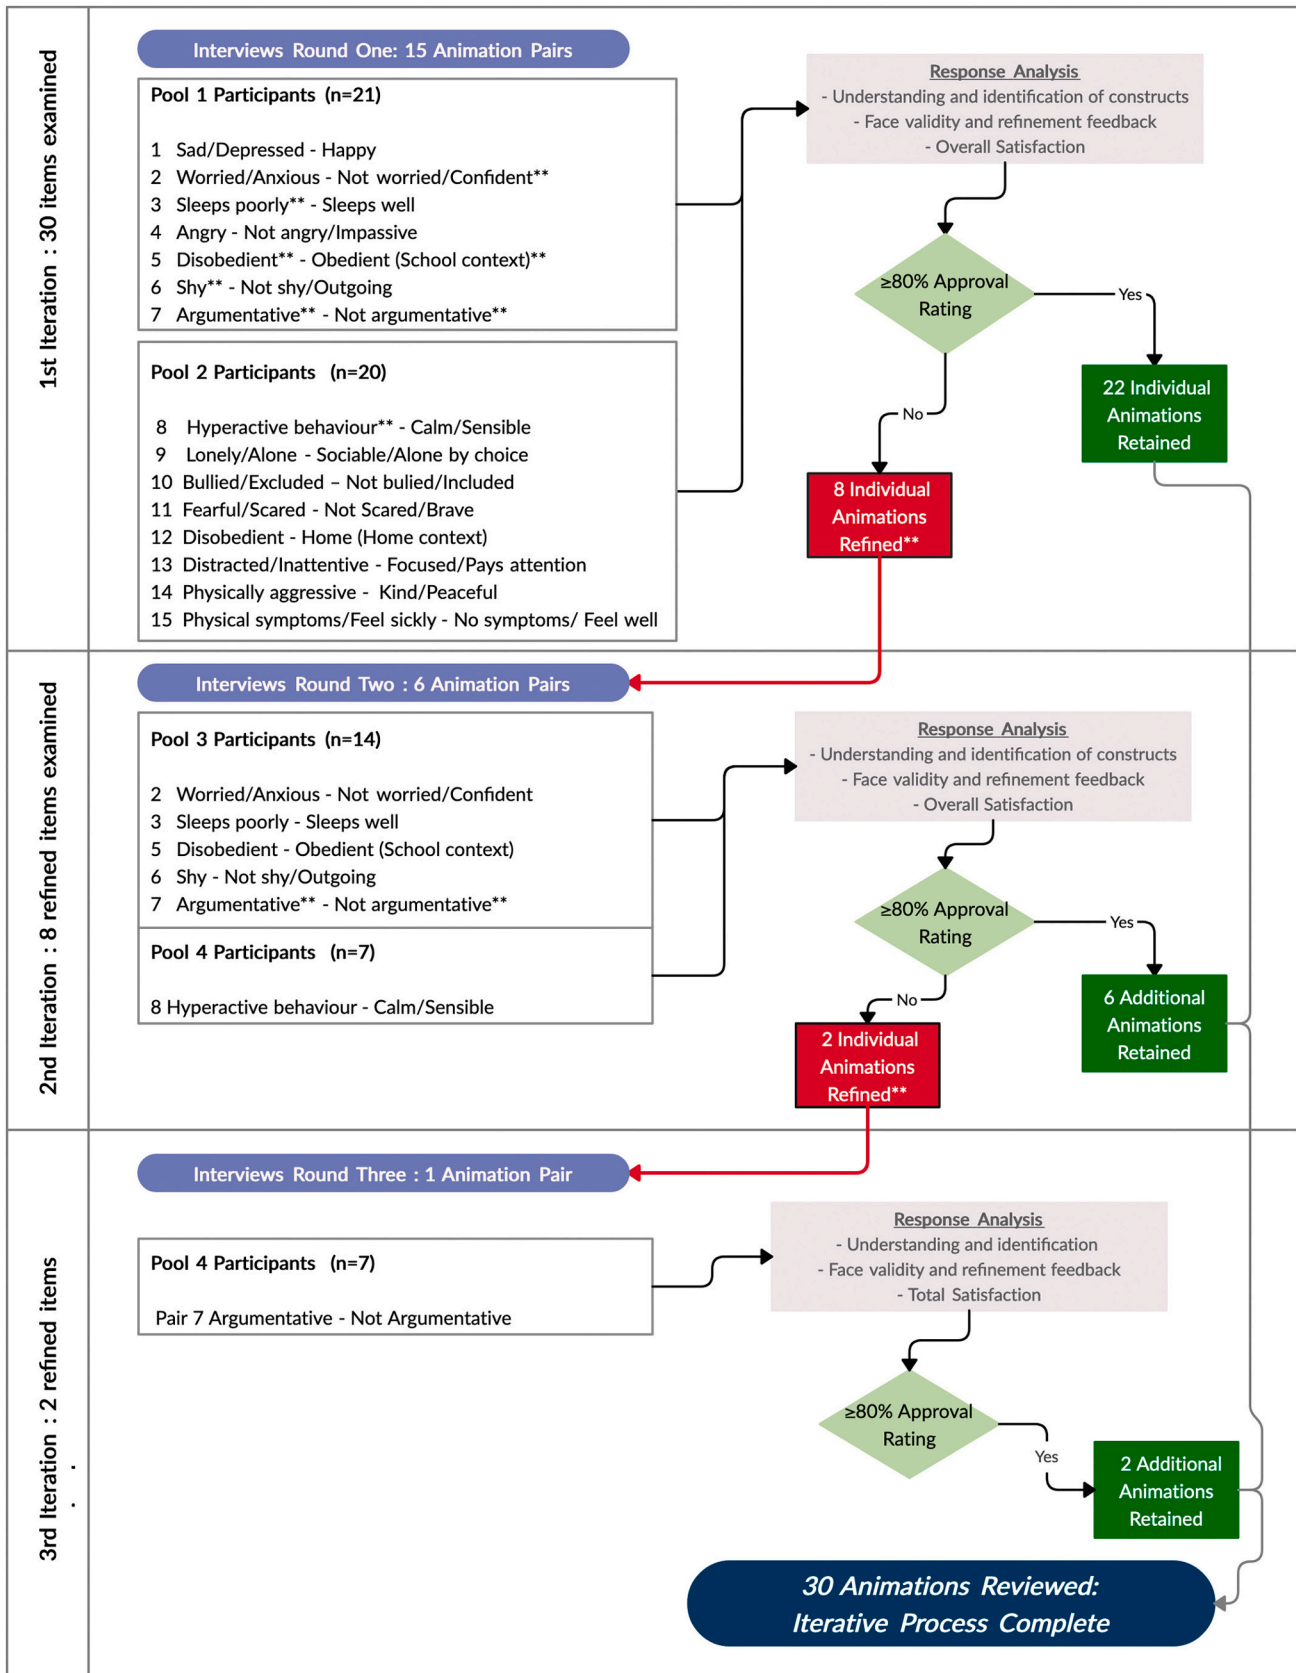 1st Iteration : 30 items examined
Interviews Round One: 15 Animation Pairs
Pool 1 Participants (n=21)
1 Sad/Depressed - Happy
2 Worried/Anxious - Not worried/Confident**
3 Sleeps poorly** - Sleeps well
4 Angry - Not angry/Impassive
5 Disobedient** - Obedient (School context)**
6 Shy** - Not shy/Outgoing
7 Argumentative** - Not argumentative**
Pool 2 Participants (n=20)
8 Hyperactive behaviour** - Calm/Sensible
9 Lonely/Alone - Sociable/Alone by choice
10 Bullied/Excluded – Not bulied/Included
11 Fearful/Scared - Not Scared/Brave
12 Disobedient - Home (Home context)
13 Distracted/Inattentive - Focused/Pays attention
14 Physically aggressive - Kind/Peaceful
15 Physical symptoms/Feel sickly - No symptoms/ Feel well
Response Analysis
- Understanding and identification of constructs
- Face validity and refinement feedback
- Overall Satisfaction
≥80% Approval
Rating
Yes
No
22 Individual
Animations
Retained
8 Individual
Animations
Refined**
2nd Iteration : 8 refined items examined
Interviews Round Two : 6 Animation Pairs
Pool 3 Participants (n=14)
2 Worried/Anxious - Not worried/Confident
3 Sleeps poorly - Sleeps well
5 Disobedient - Obedient (School context)
6 Shy - Not shy/Outgoing
7 Argumentative** - Not argumentative**
Pool 4 Participants (n=7)
8 Hyperactive behaviour - Calm/Sensible
Response Analysis
- Understanding and identification of constructs
- Face validity and refinement feedback
- Overall Satisfaction
≥80% Approval
Rating
Yes
No
6 Additional
Animations
Retained
2 Individual
Animations
Refined**
3rd Iteration : 2 refined items
Interviews Round Three : 1 Animation Pair
Pool 4 Participants (n=7)
Pair 7 Argumentative - Not Argumentative
Response Analysis
- Understanding and identification
- Face validity and refinement feedback
- Total Satisfaction
≥80% Approval
Rating
Yes
2 Additional
Animations
Retained
30 Animations Reviewed:
Iterative Process Complete